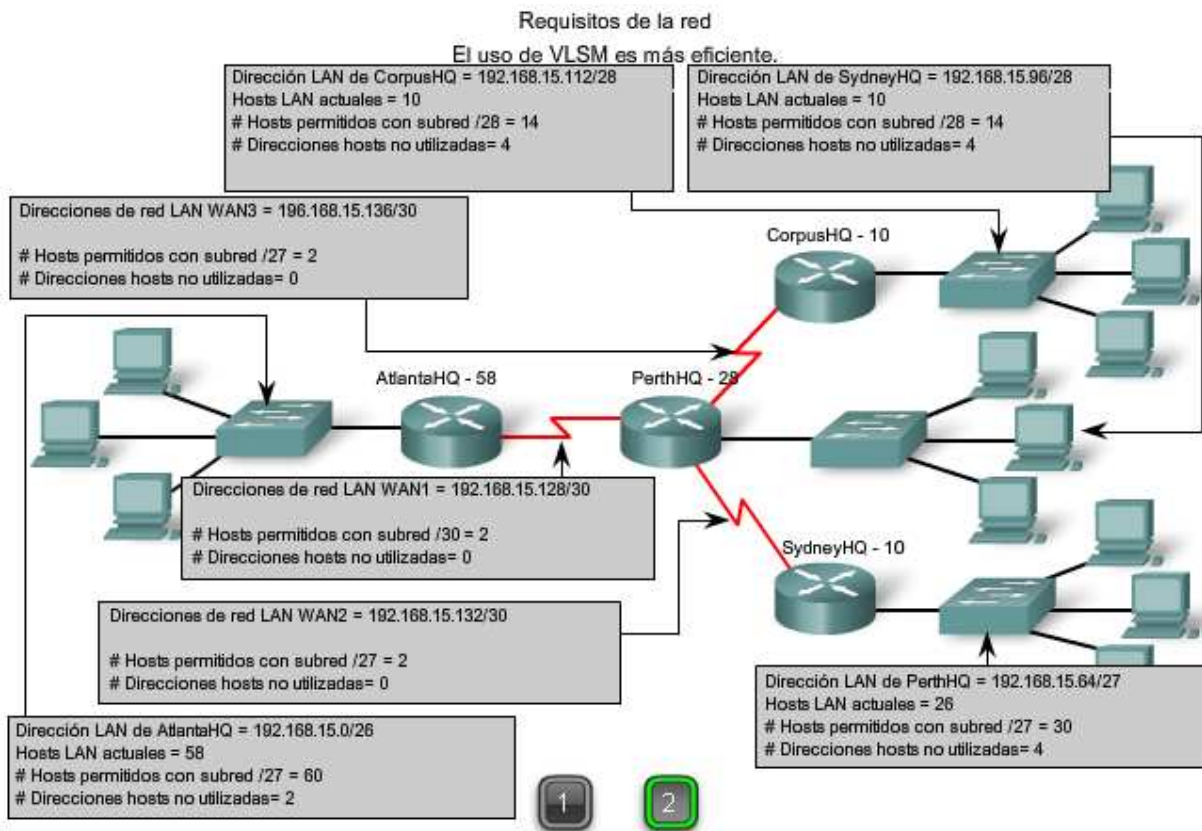 Requisitos de la red
El uso de VLSM es más eficiente.
Dirección LAN de CorpusHQ = 192.168.15.112/28
Hosts LAN actuales = 10
# Hosts permitidos con subred /28 = 14
# Direcciones hosts no utilizadas= 4
Dirección LAN de SydneyHQ = 192.168.15.96/28
Hosts LAN actuales = 10
# Hosts permitidos con subred /28 = 14
# Direcciones hosts no utilizadas= 4
Direcciones de red LAN WAN3 = 196.168.15.136/30
# Hosts permitidos con subred /27 = 2
# Direcciones hosts no utilizadas= 0
CorpusHQ - 10
AtlantaHQ - 58
PerthHQ - 28
Direcciones de red LAN WAN1 = 192.168.15.128/30
# Hosts permitidos con subred /30 = 2
# Direcciones hosts no utilizadas= 0
SydneyHQ - 10
Direcciones de red LAN WAN2 = 192.168.15.132/30
# Hosts permitidos con subred /27 = 2
# Direcciones hosts no utilizadas= 0
Dirección LAN de PerthHQ = 192.168.15.64/27
Hosts LAN actuales = 26
# Hosts permitidos con subred /27 = 30
# Direcciones hosts no utilizadas= 4
Dirección LAN de AtlantaHQ = 192.168.15.0/26
Hosts LAN actuales = 58
# Hosts permitidos con subred /27 = 60
# Direcciones hosts no utilizadas= 2
1
2